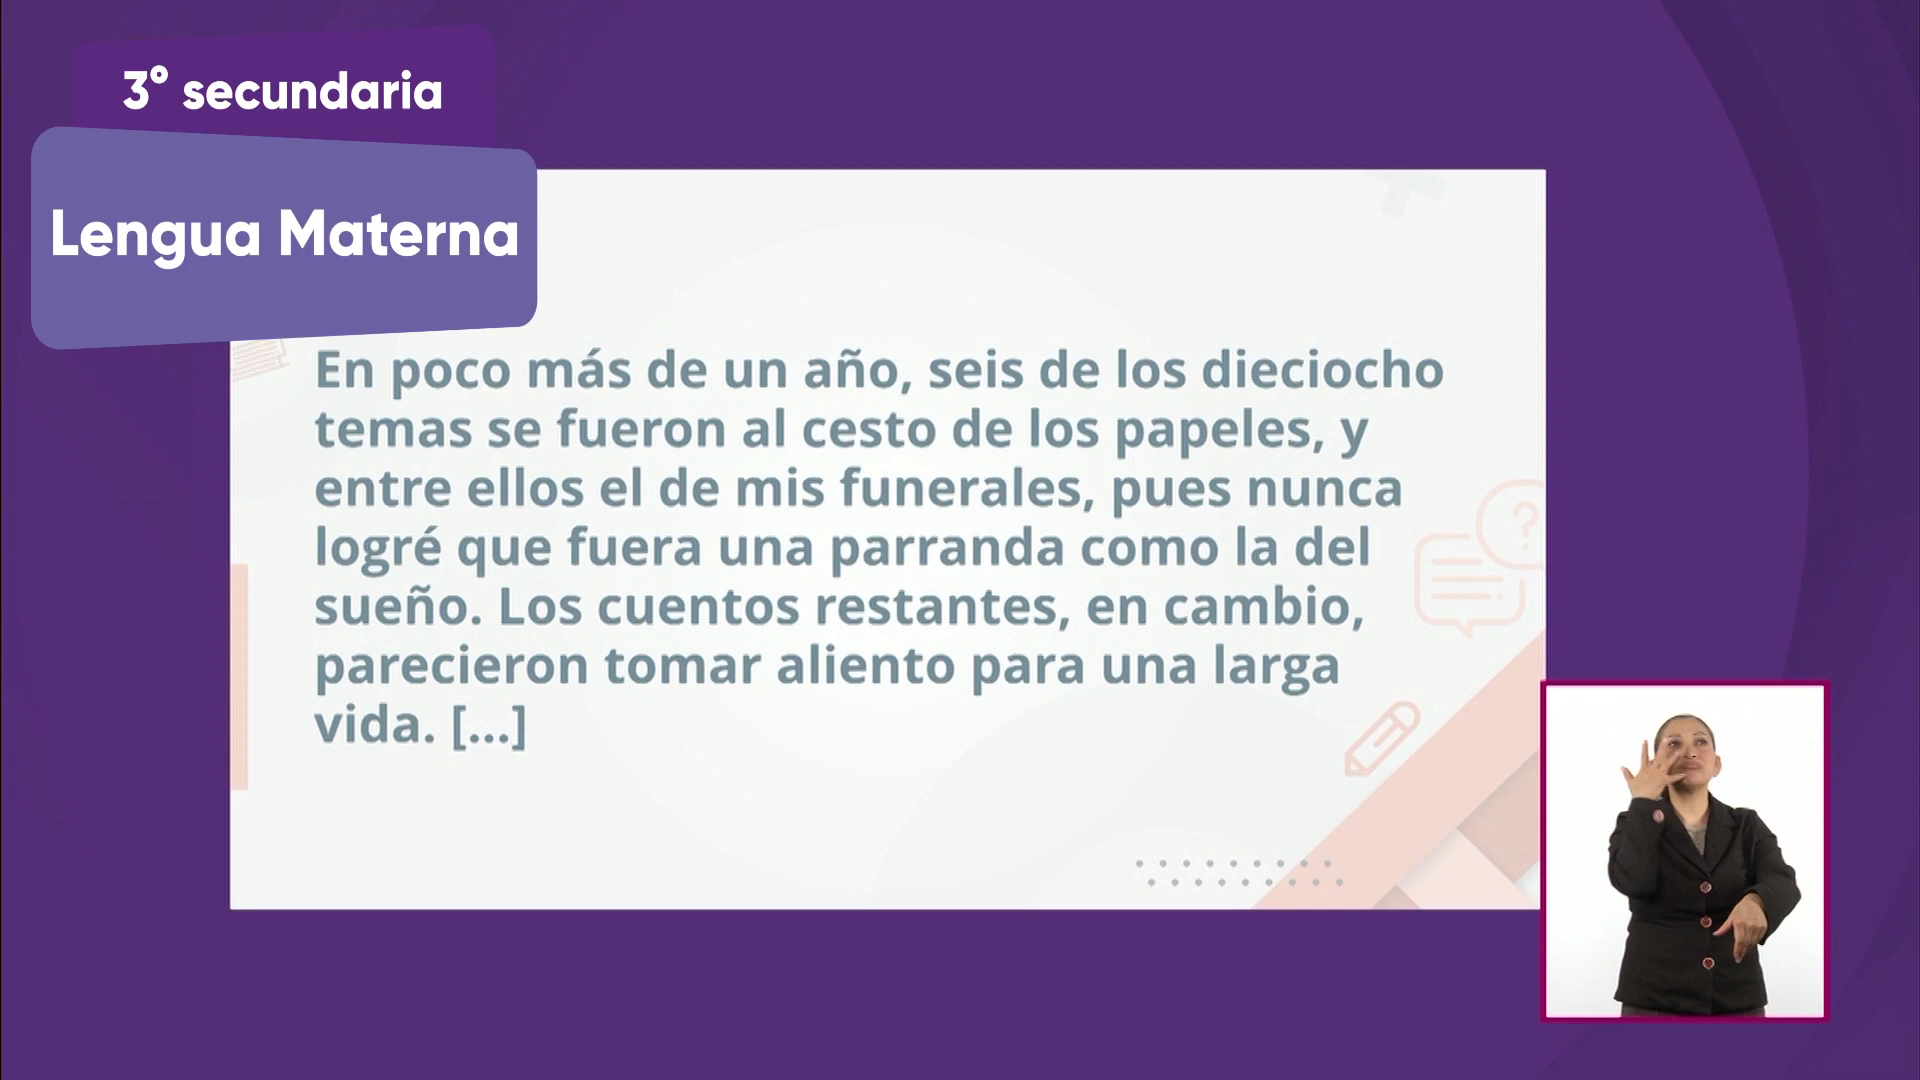 3° secundaria
Lengua Materna
En poco más de un año, seis de los dieciocho
temas se fueron al cesto de los papeles, y
entre ellos el de mis funerales, pues nunca
logré que fuera una parranda como la del
sueño. Los cuentos restantes, en cambio,
parecieron tomar aliento para una larga
vida. [...]